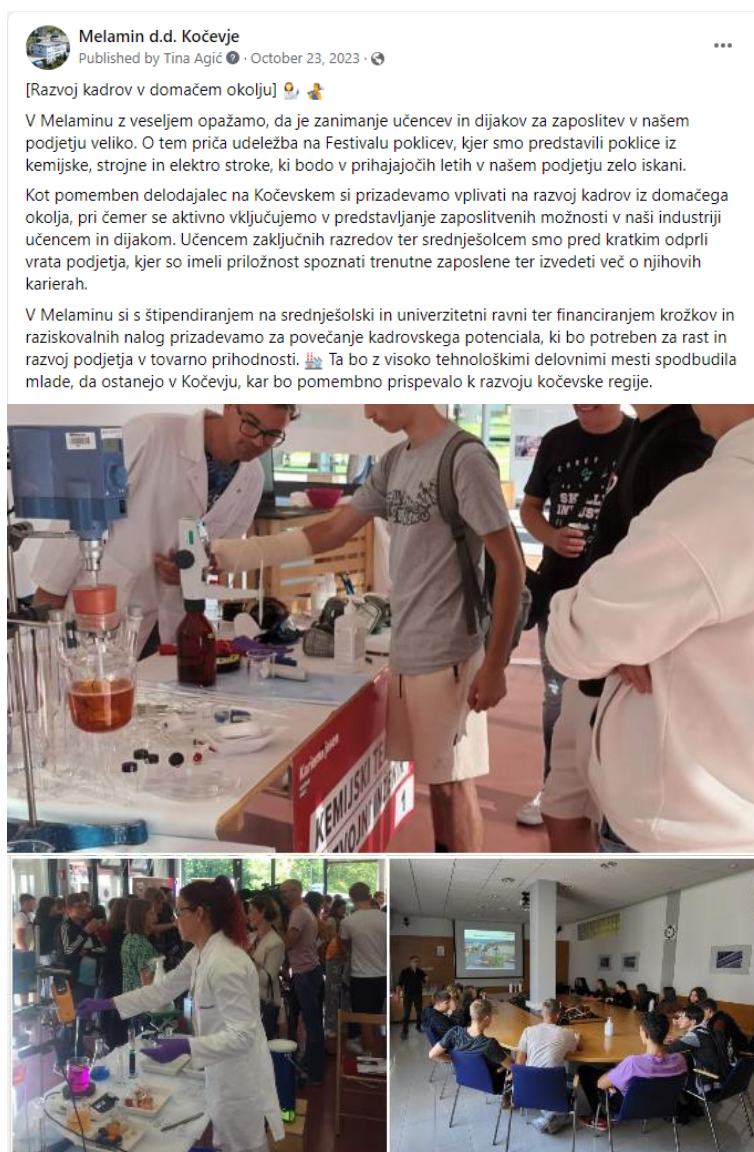 Melamin d.d. Kočevje
Published by Tina Agić · October 23, 2023 ·
[Razvoj kadrov v domačem okolju] 👩‍🔬 👷
V Melaminu z veseljem opažamo, da je zanimanje učencev in dijakov za zaposlitev v našem
podjetju veliko. O tem priča udeležba na Festivalu poklicev, kjer smo predstavili poklice iz
kemijske, strojne in elektro stroke, ki bodo v prihajajočih letih v našem podjetju zelo iskani.
Kot pomemben delodajalec na Kočevskem si prizadevamo vplivati na razvoj kadrov iz domačega
okolja, pri čemer se aktivno vključujemo v predstavljanje zaposlitvenih možnosti v naši industriji
učencem in dijakom. Učencem zaključnih razredov ter srednješolcem smo pred kratkim odprli
vrata podjetja, kjer so imeli priložnost spoznati trenutne zaposlene ter izvedeti več o njihovih
karierah.
V Melaminu si s štipendiranjem na srednješolski in univerzitetni ravni ter financiranjem krožkov in
raziskovalnih nalog prizadevamo za povečanje kadrovskega potenciala, ki bo potreben za rast in
razvoj podjetja v tovarno prihodnosti. 🏭 Ta bo z visoko tehnološkimi delovnimi mesti spodbudila
mlade, da ostanejo v Kočevju, kar bo pomembno prispevalo k razvoju kočevske regije.
KEMIJSKI
1